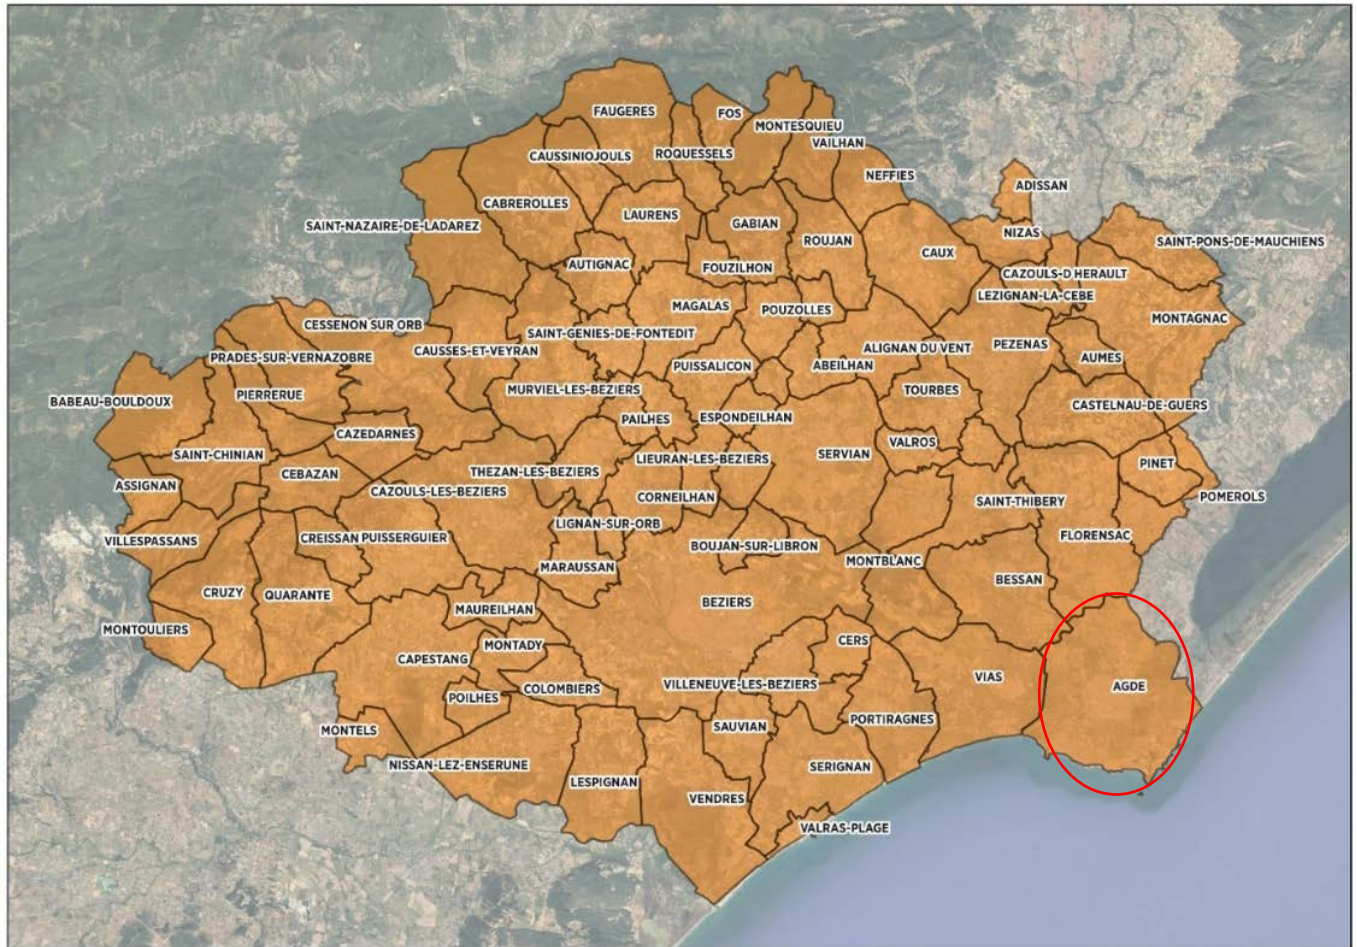 FAUGERES
FOS
MONTESQUIEU
VAILHAN
CAUSSINIOJOULS
ROQUESSELS
NEFFIES
ADISSAN
CABREROLLES
LAURENS
GABIAN
SAINT-NAZAIRE-DE-LADAREZ
ROUJAN
NIZAS
SAINT-PONS-DE-MAUCHIENS
CAUX
AUTIGNAC
FOUZILHON
CAZOULS-D HERAULT
LEZIGNAN-LA-CEBE
MAGALAS
POUZOLLES
MONTAGNAC
CESSENON SUR ORB
SAINT-GENIES-DE-FONTEDIT
CAUSSES-ET-VEYRAN
ALIGNAN DU VENT
PEZENAS
PRADES-SUR-VERNAZOBRE
AUMES
PUISSALICON
ABEILHAN
PIERRERUE
MURVIEL-LES-BEZIERS
TOURBES
BABEAU-BOULDOUX
CASTELNAU-DE-GUERS
PAILHES
ESPONDEILHAN
CAZEDARNES
VALROS
SAINT-CHINIAN
SERVIAN
LIEURAN-LES-BEZIERS
PINET
CEBAZAN
THEZAN-LES-BEZIERS
ASSIGNAN
CAZOULS-LES-BEZIERS
CORNEILHAN
POMEROLS
SAINT-THIBERY
LIGNAN-SUR-ORB
FLORENSAC
VILLESPASSANS
CREISSAN
PUISSERGUIER
BOUJAN-SUR-LIBRON
MONTBLANC
MARAUSSAN
BESSAN
CRUZY
QUARANTE
BEZIERS
MAUREILHAN
MONTOULIERS
CERS
MONTADY
CAPESTANG
VIAS
VILLENEUVE-LES-BEZIERS
AGDE
COLOMBIERS
POILHES
PORTIRAGNES
SAUVIAN
MONTELS
NISSAN-LEZ-ENSERUNE
SERIGNAN
LESPIGNAN
VENDRES
VALRAS-PLAGE